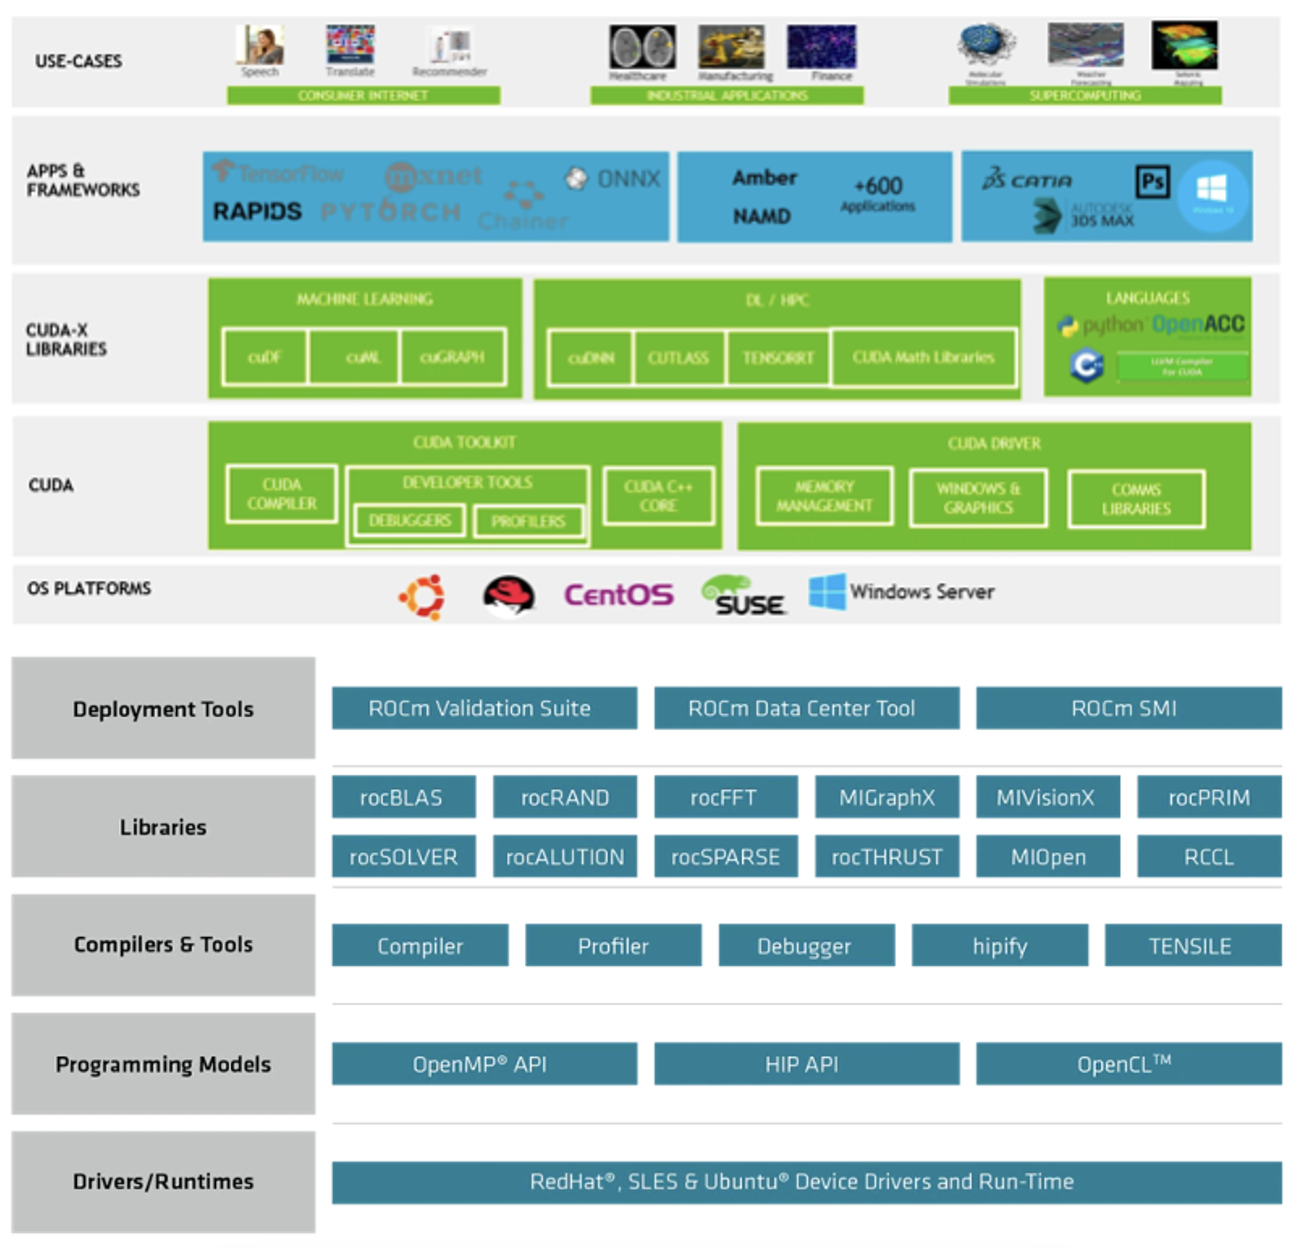 USE-CASES
Speech
Translate
Recommender
CONSUMER INTERNET
Healthcare
Manufacturing
Finance
INDUSTRIAL APPLICATIONS
Molecular
Simulations
Weather
Forecasting
Seismic
Mapping
SUPERCOMPUTING
APPS &
FRAMEWORKS
TensorFlow
mxnet
ONNX
RAPIDS
PYTORCH
Chainer
Amber
NAMD
+600
Applications
CATIA
Ps
AUTODESK
3DS MAX
Windows 10
CUDA-X
LIBRARIES
MACHINE LEARNING
cuDF
cuML
cuGRAPH
DL / HPC
cuDNN
CUTLASS
TENSORRT
CUDA Math Libraries
LANGUAGES
python
OpenACC
C++
LLVM Compiler
For CUDA
CUDA
CUDA TOOLKIT
CUDA
COMPILER
DEVELOPER TOOLS
DEBUGGERS
PROFILERS
CUDA C++
CORE
CUDA DRIVER
MEMORY
MANAGEMENT
WINDOWS &
GRAPHICS
COMMS
LIBRARIES
OS PLATFORMS
CentOS
SUSE
Windows Server
Deployment Tools
ROCm Validation Suite
ROCm Data Center Tool
ROCm SMI
Libraries
rocBLAS
rocRAND
rocFFT
MIGraphX
MIVisionX
rocPRIM
rocSOLVER
rocALUTION
rocSPARSE
rocTHRUST
MIOpen
RCCL
Compilers & Tools
Compiler
Profiler
Debugger
hipify
TENSILE
Programming Models
OpenMP® API
HIP API
OpenCL™
Drivers/Runtimes
RedHat®, SLES & Ubuntu® Device Drivers and Run-Time